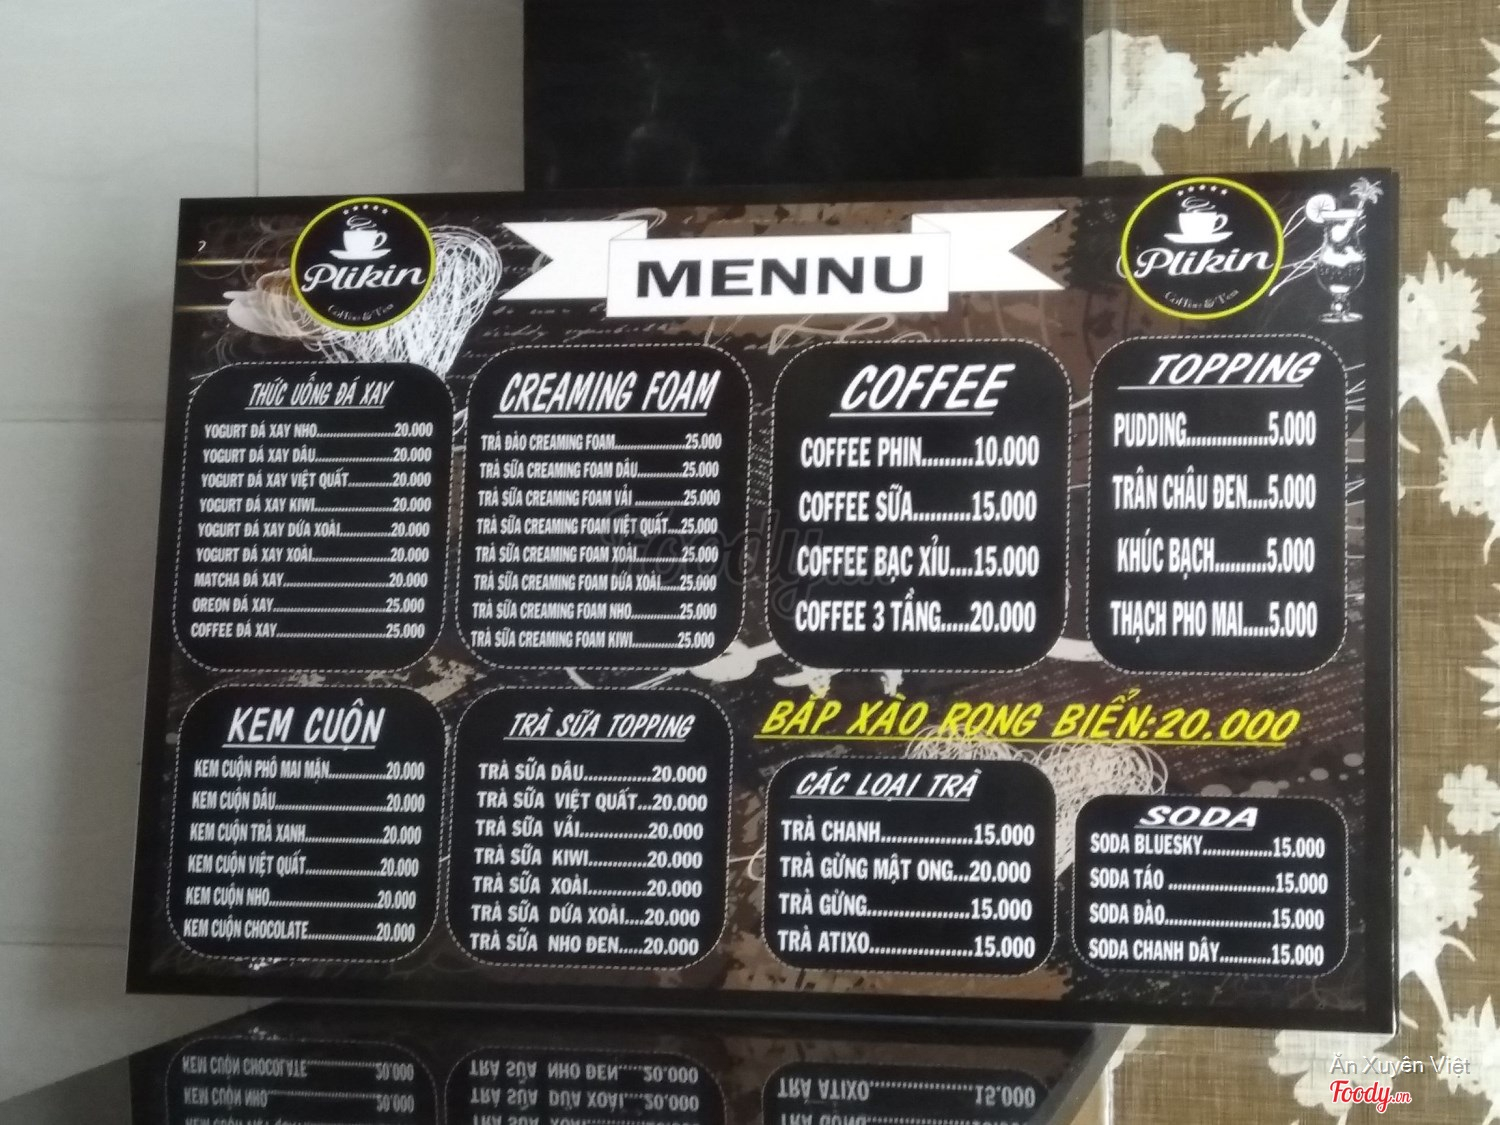 Plikin
Coffee & Tea
MENNU
Plikin
Coffee & Tea
THỨC UỐNG ĐÁ XAY
YOGURT ĐÁ XAY NHO......................20.000
YOGURT ĐÁ XAY DÂU......................20.000
YOGURT ĐÁ XAY VIỆT QUẤT............20.000
YOGURT ĐÁ XAY KIWI......................20.000
YOGURT ĐÁ XAY DỨA XOÀI..............20.000
YOGURT ĐÁ XAY XOÀI......................20.000
MATCHA ĐÁ XAY..............................20.000
OREON ĐÁ XAY................................25.000
COFFEE ĐÁ XAY...............................25.000
CREAMING FOAM
TRÀ ĐÀO CREAMING FOAM....................25.000
TRÀ SỮA CREAMING FOAM DÂU.............25.000
TRÀ SỮA CREAMING FOAM VẢI ..............25.000
TRÀ SỮA CREAMING FOAM VIỆT QUẤT....25.000
TRÀ SỮA CREAMING FOAM XOÀI.............25.000
TRÀ SỮA CREAMING FOAM DỨA XOÀI......25.000
TRÀ SỮA CREAMING FOAM NHO..............25.000
TRÀ SỮA CREAMING FOAM KIWI..............25.000
COFFEE
COFFEE PHIN.........10.000
COFFEE SỮA..........15.000
COFFEE BẠC XỈU....15.000
COFFEE 3 TẦNG.....20.000
TOPPING
PUDDING.................5.000
TRÂN CHÂU ĐEN....5.000
KHÚC BẠCH..........5.000
THẠCH PHO MAI.....5.000
KEM CUỘN
KEM CUỘN PHÔ MAI MẶN................20.000
KEM CUỘN DÂU...............................20.000
KEM CUỘN TRÀ XANH......................20.000
KEM CUỘN VIỆT QUẤT.....................20.000
KEM CUỘN NHO...............................20.000
KEM CUỘN CHOCOLATE...................20.000
TRÀ SỮA TOPPING
TRÀ SỮA DÂU..............20.000
TRÀ SỮA VIỆT QUẤT...20.000
TRÀ SỮA VẢI..............20.000
TRÀ SỮA KIWI............20.000
TRÀ SỮA XOÀI............20.000
TRÀ SỮA DỨA XOÀI....20.000
TRÀ SỮA NHO ĐEN.....20.000
BẮP XÀO RONG BIỂN:20.000
CÁC LOẠI TRÀ
TRÀ CHANH................15.000
TRÀ GỪNG MẬT ONG...20.000
TRÀ GỪNG..................15.000
TRÀ ATIXO..................15.000
SODA
SODA BLUESKY..............15.000
SODA TÁO .....................15.000
SODA ĐÀO.....................15.000
SODA CHANH DÂY...........15.000
Foody.vn
Ăn Xuyên Việt
Foody.vn